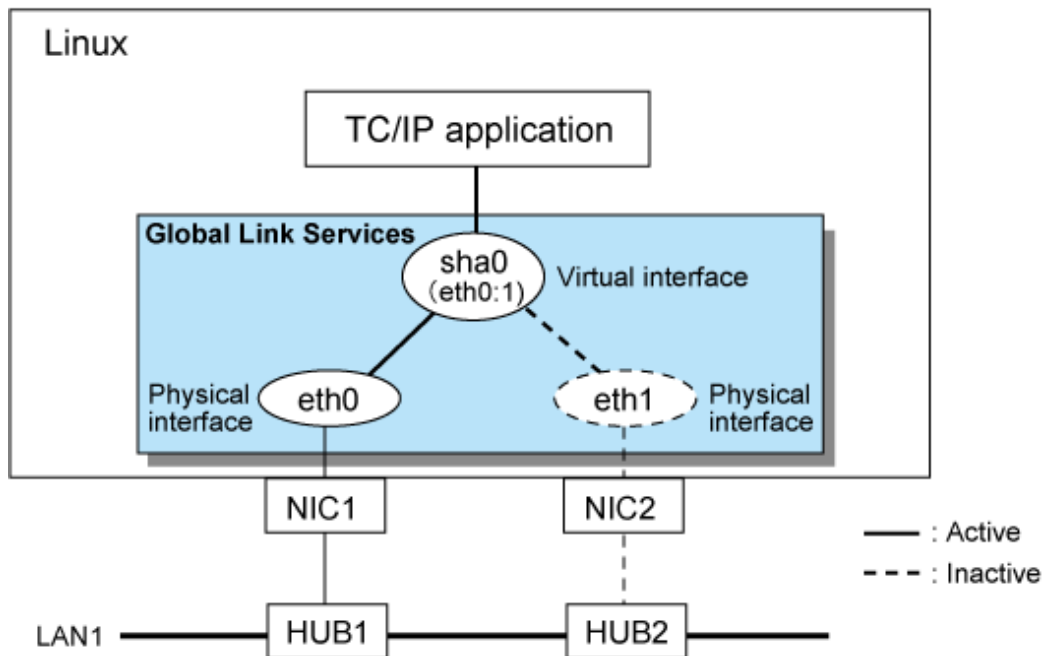 Linux
TC/IP application
Global Link Services
sha0
(eth0:1)
Virtual interface
Physical
interface
eth0
eth1
Physical
interface
NIC1
NIC2
: Active
: Inactive
LAN1
HUB1
HUB2